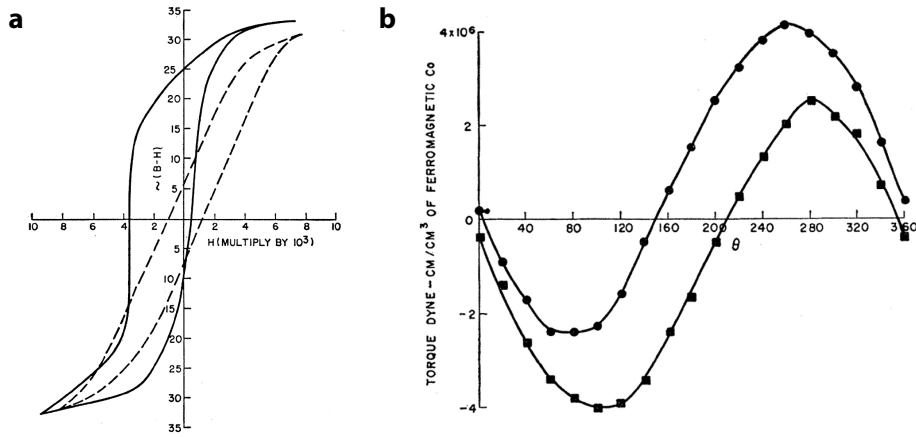 a
35
30
25
20
15
10
5
~(B-H)
10 8 6 4 2 0 2 4 6 8 10
H(MULTIPLY BY 10³)
5
10
15
20
25
30
35
b
4x10⁶
2
0
-2
-4
TORQUE DYNE-CM/CM³ OF FERROMAGNETIC Co
40 80 120 160 200 240 280 320 360
θ